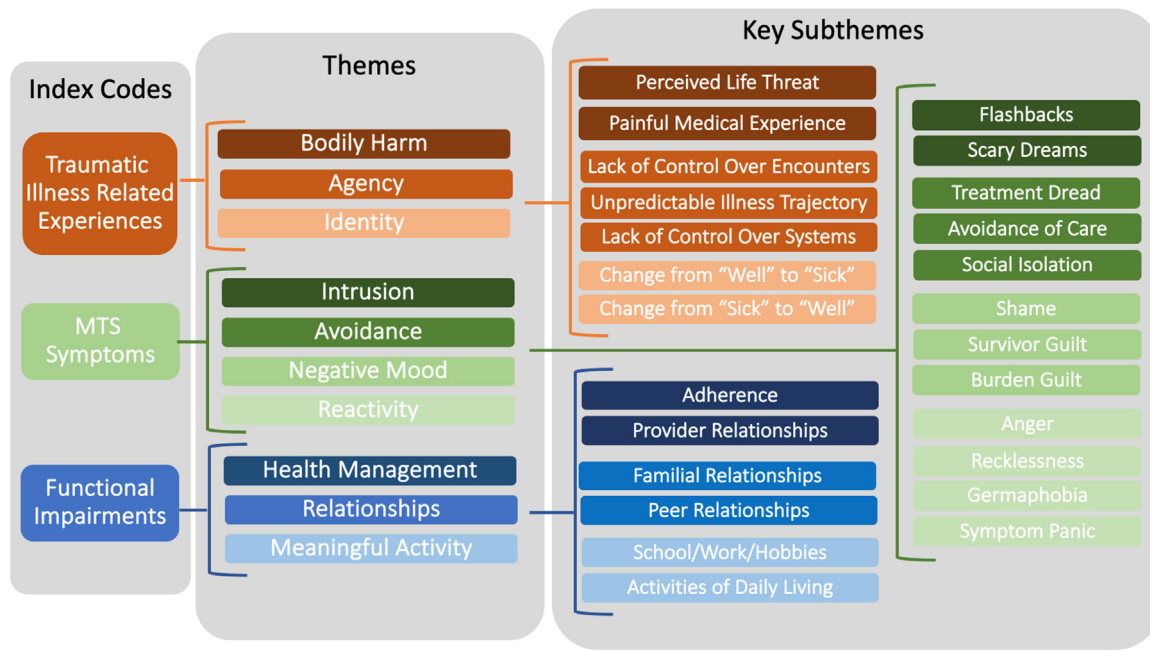 Index Codes
Traumatic
Illness Related
Experiences
MTS
Symptoms
Functional
Impairments
Themes
Bodily Harm
Agency
Identity
Intrusion
Avoidance
Negative Mood
Reactivity
Health Management
Relationships
Meaningful Activity
Key Subthemes
Perceived Life Threat
Painful Medical Experience
Lack of Control Over Encounters
Unpredictable Illness Trajectory
Lack of Control Over Systems
Change from “Well” to “Sick”
Change from “Sick” to “Well”
Adherence
Provider Relationships
Familial Relationships
Peer Relationships
School/Work/Hobbies
Activities of Daily Living
Flashbacks
Scary Dreams
Treatment Dread
Avoidance of Care
Social Isolation
Shame
Survivor Guilt
Burden Guilt
Anger
Recklessness
Germaphobia
Symptom Panic